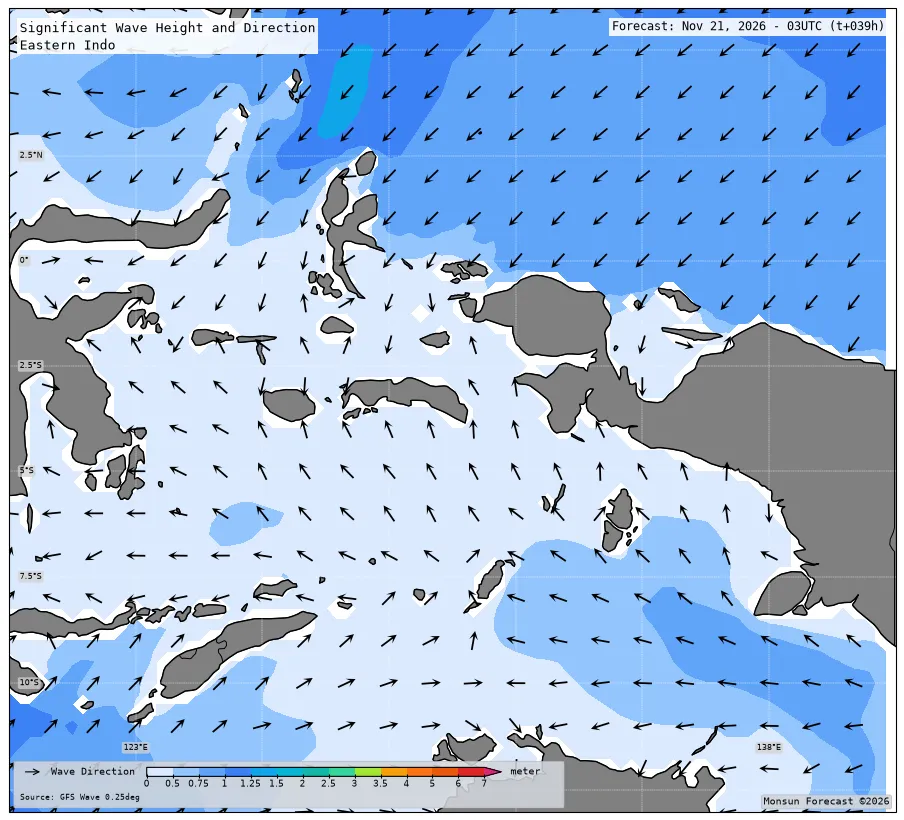 Significant Wave Height and Direction
Eastern Indo
Forecast: Nov 21, 2026 - 03UTC (t+039h)
2.5°N
0°
2.5°S
5°S
7.5°S
10°S
123°E
138°E
Wave Direction
meter
0 0.5 0.75 1 1.25 1.5 2 2.5 3 3.5 4 5 6 7
Source: GFS Wave 0.25deg
Monsun Forecast ©2026